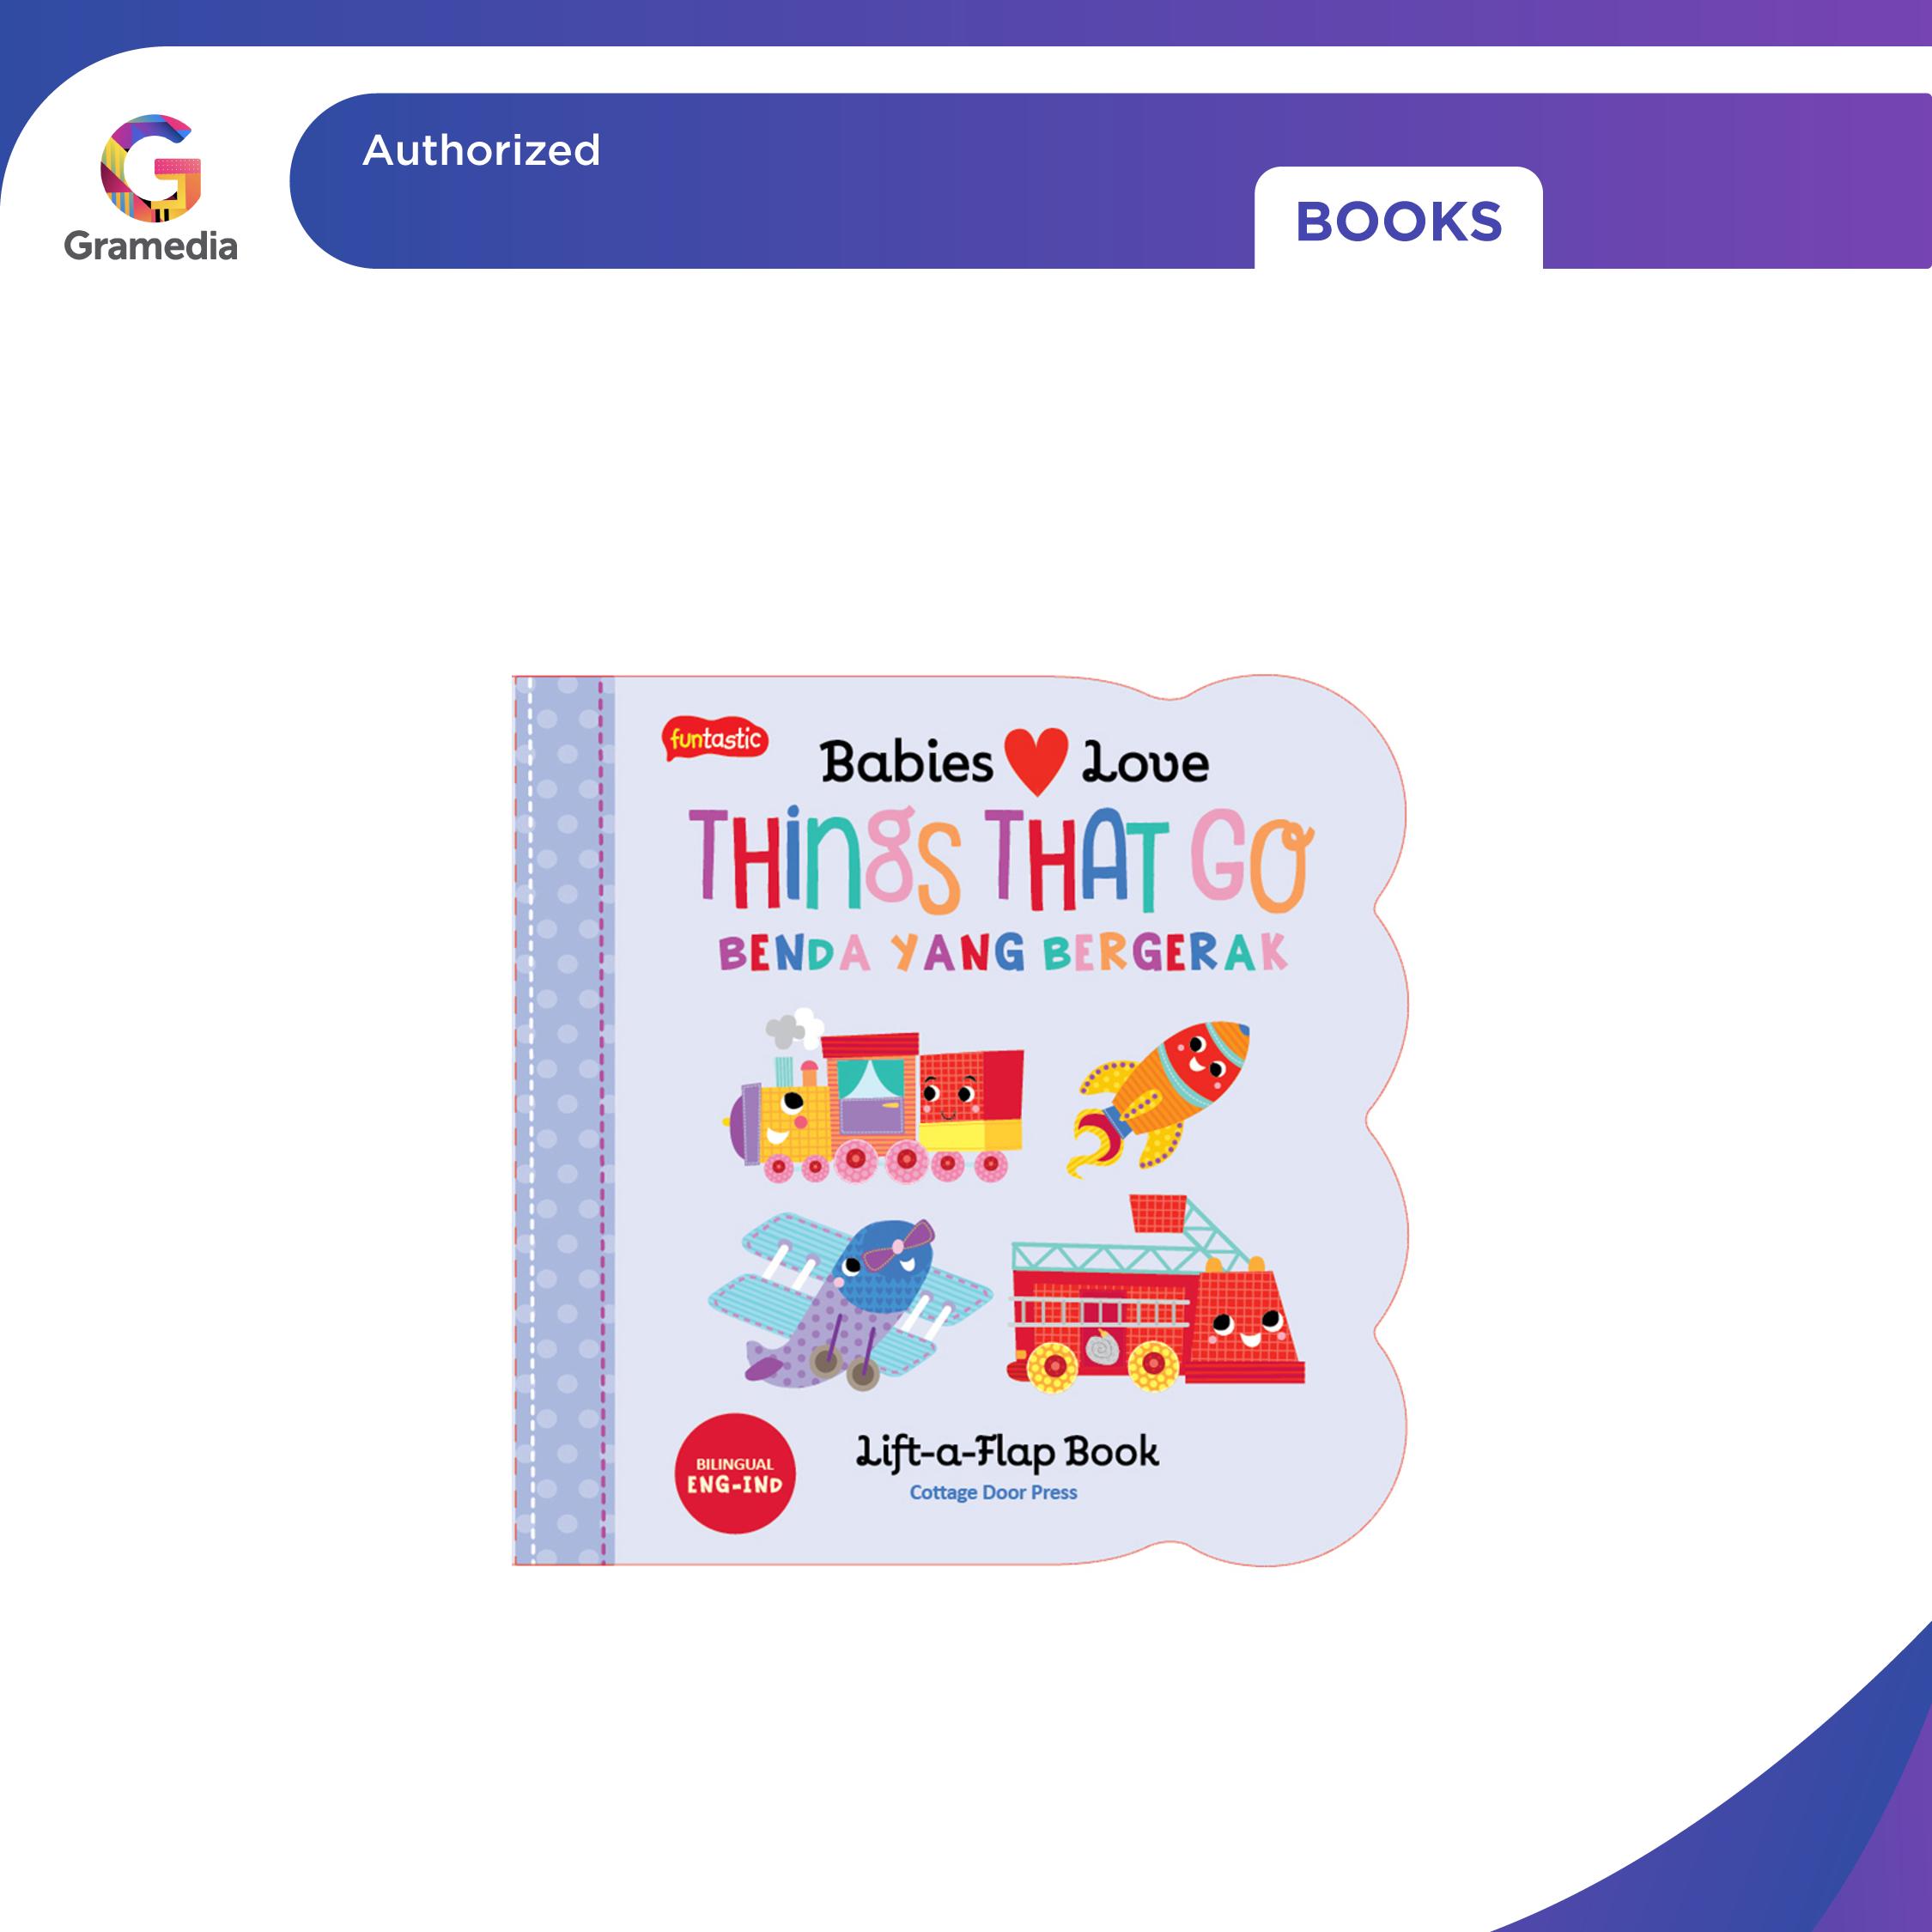 Authorized
Gramedia
BOOKS
funtastic
Babies Love
THiNgS THAT GO
BENDA YANG BERGERAK
BILINGUAL
ENG-IND
Lift-a-Flap Book
Cottage Door Press